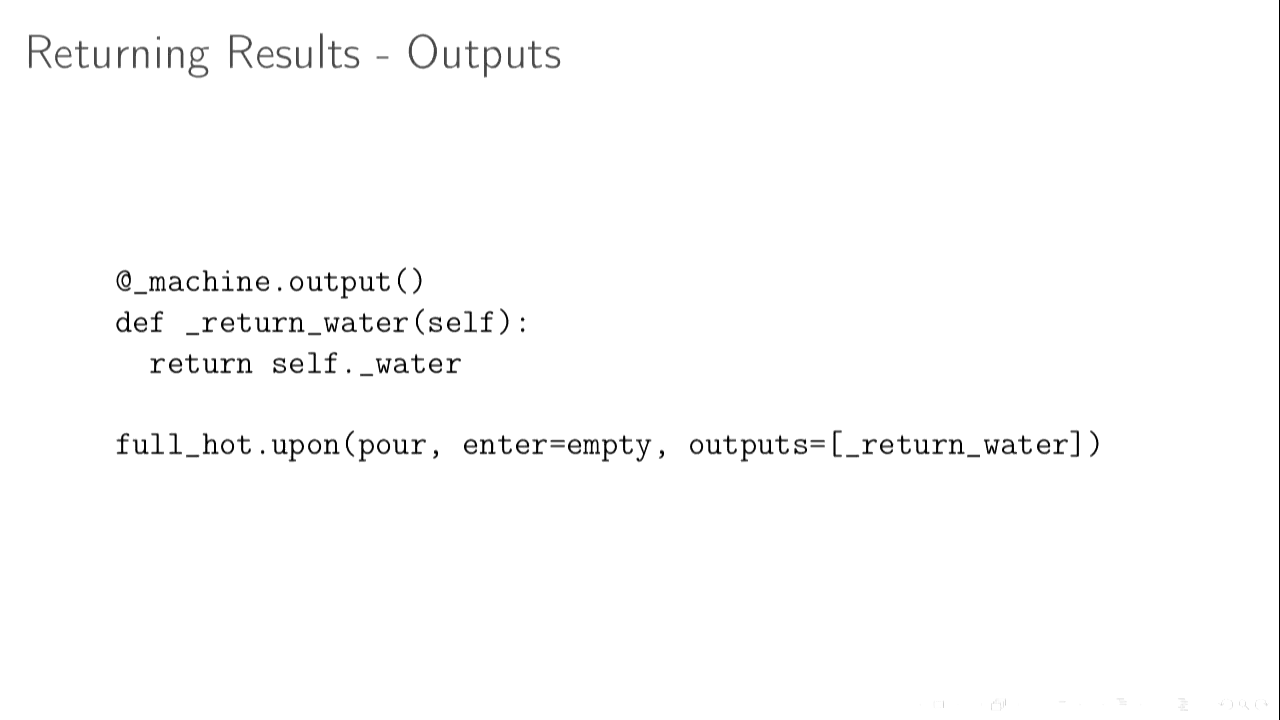 Returning Results - Outputs
@_machine.output()
def _return_water(self):
  return self._water
full_hot.upon(pour, enter=empty, outputs=[_return_water])